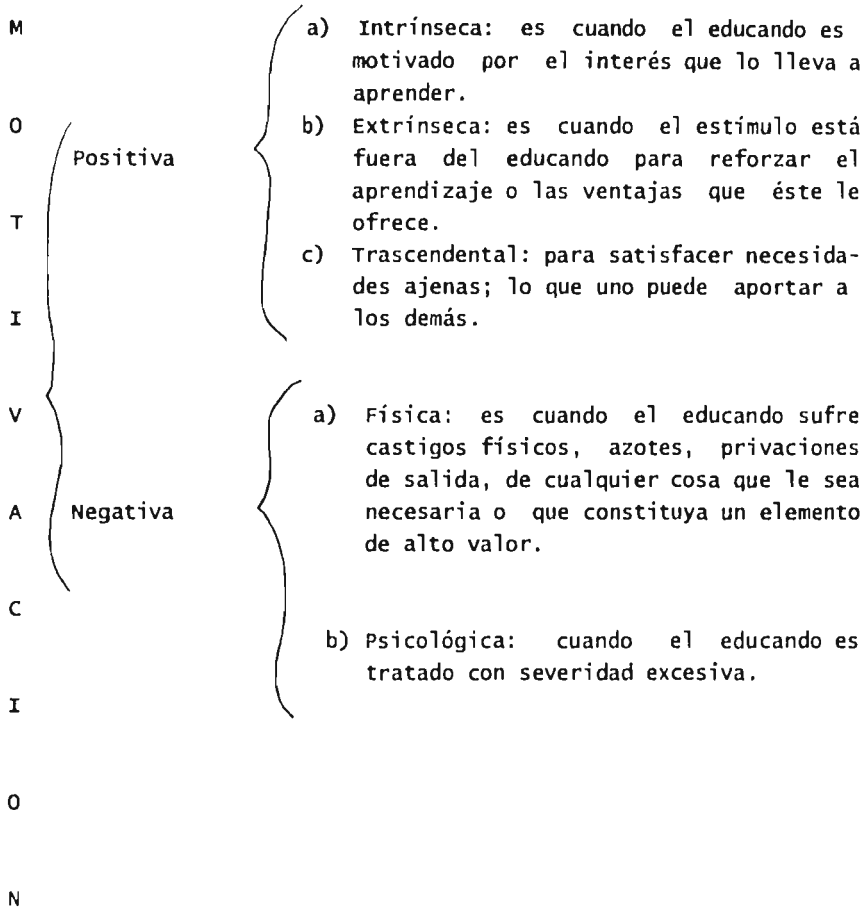 MOTIVACION
Positiva
a) Intrínseca: es cuando el educando es
motivado por el interés que lo lleva a
aprender.
b) Extrínseca: es cuando el estímulo está
fuera del educando para reforzar el
aprendizaje o las ventajas que éste le
ofrece.
c) Trascendental: para satisfacer necesida-
des ajenas; lo que uno puede aportar a
los demás.
Negativa
a) Física: es cuando el educando sufre
castigos físicos, azotes, privaciones
de salida, de cualquier cosa que le sea
necesaria o que constituya un elemento
de alto valor.
b) Psicológica: cuando el educando es
tratado con severidad excesiva.